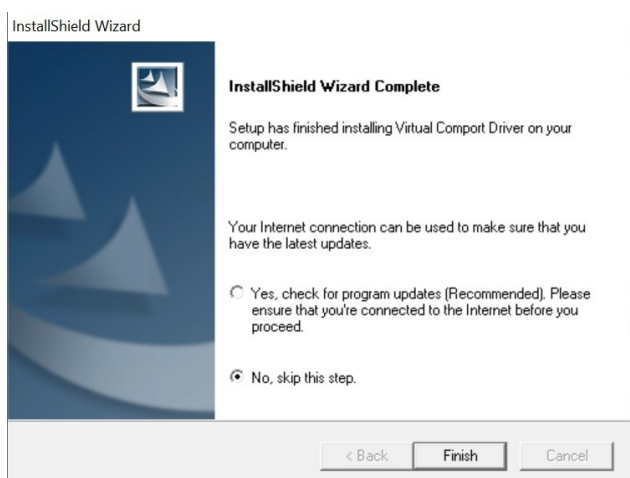 InstallShield Wizard
InstallShield Wizard Complete
Setup has finished installing Virtual Comport Driver on your
computer.
Your Internet connection can be used to make sure that you
have the latest updates.
Yes, check for program updates (Recommended). Please
ensure that you're connected to the Internet before you
proceed.
No, skip this step.
< Back Finish Cancel